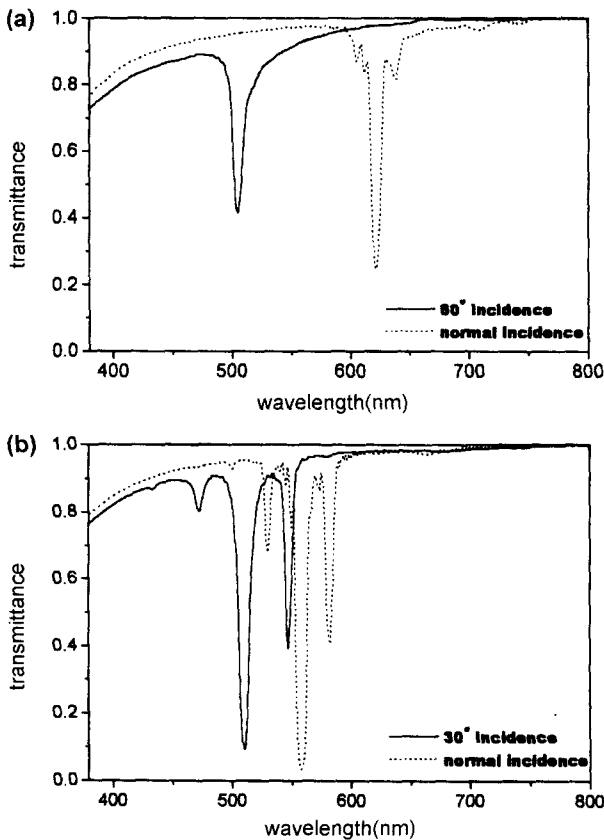 (a)
1.0
0.8
0.6
0.4
0.2
0.0
transmittance
incidence
normal incidence
400 500 600 700 800
wavelength(nm)
(b)
1.0
0.8
0.6
0.4
0.2
0.0
transmittance
30° incidence
normal incidence
400 500 600 700 800
wavelength(nm)